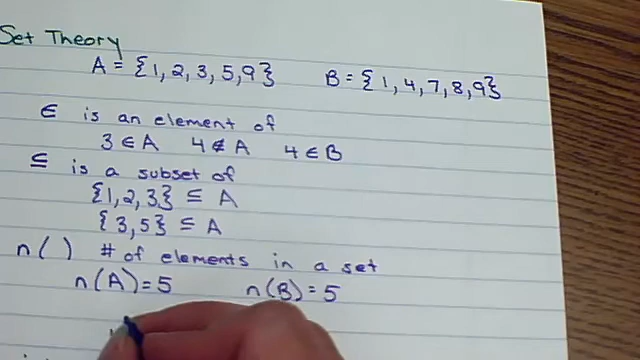 Set Theory
A = {1, 2, 3, 5, 9} B = {1, 4, 7, 8, 9}
∈ is an element of
3 ∈ A 4 ∉ A 4 ∈ B
⊆ is a subset of
{1, 2, 3} ⊆ A
{3, 5} ⊆ A
n( ) # of elements in a set
n(A) = 5 n(B) = 5